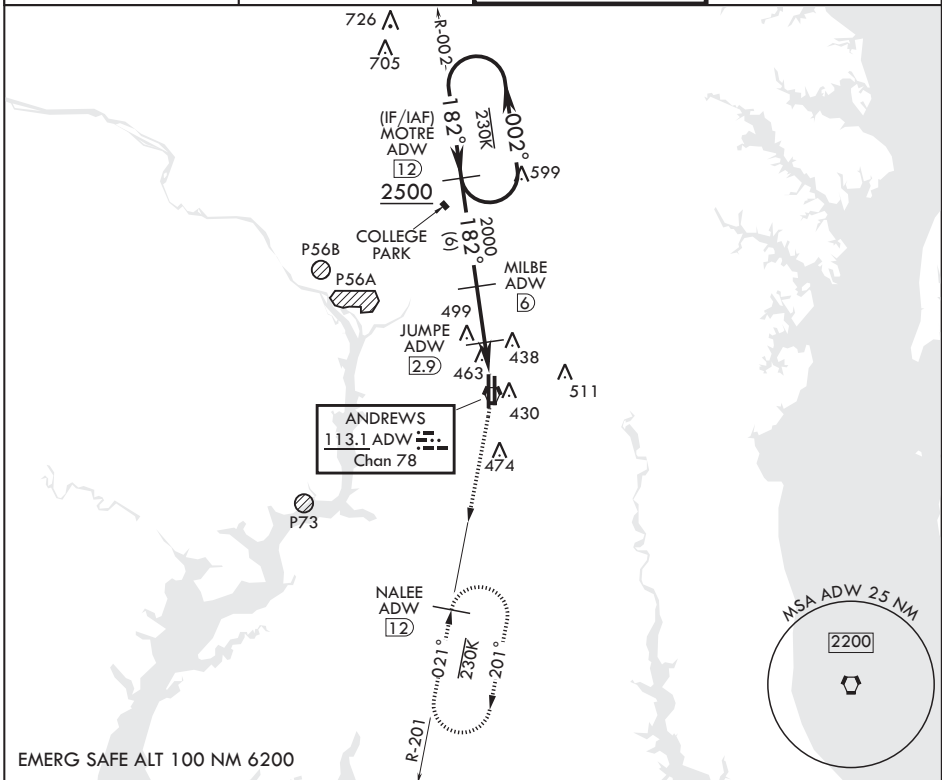 726
705
R-002
(IF/IAF)
MOTRE
ADW
12
2500
182°
230K
002°
599
COLLEGE
PARK
2000
182°
(6)
P56B
P56A
MILBE
ADW
6
499
JUMPE
ADW
2.9
438
463
511
430
ANDREWS
113.1 ADW
Chan 78
474
P73
NALEE
ADW
12
021°
230K
201°
R-201
MSA ADW 25 NM
2200
EMERG SAFE ALT 100 NM 6200